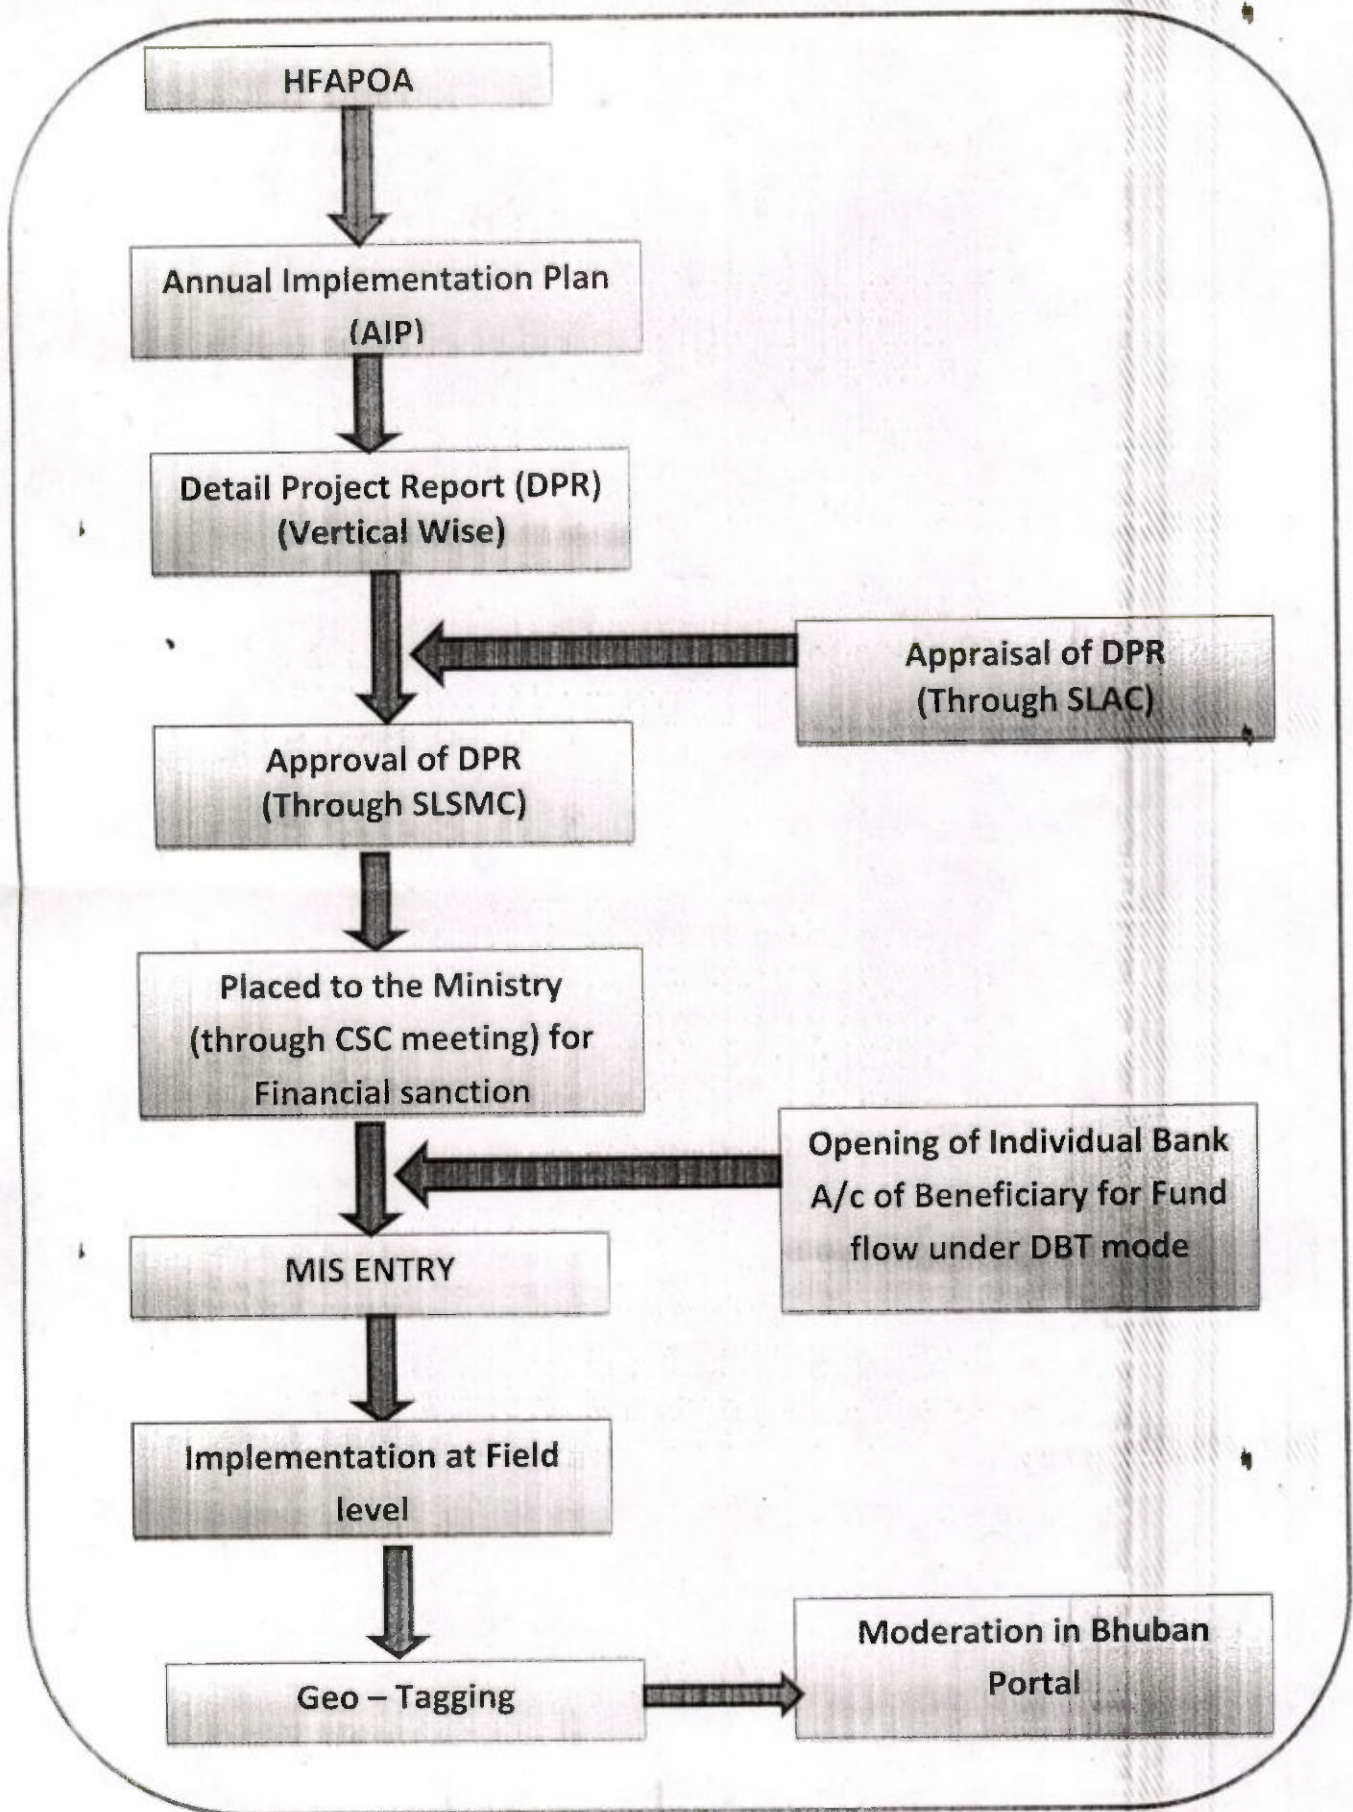 HFAPOA
Annual Implementation Plan
(AIP)
Detail Project Report (DPR)
(Vertical Wise)
Appraisal of DPR
(Through SLAC)
Approval of DPR
(Through SLSMC)
Placed to the Ministry
(through CSC meeting) for
Financial sanction
Opening of Individual Bank
A/c of Beneficiary for Fund
flow under DBT mode
MIS ENTRY
Implementation at Field
level
Geo – Tagging
Moderation in Bhuban
Portal